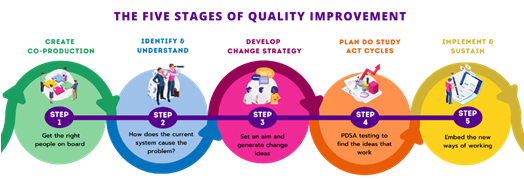 THE FIVE STAGES OF QUALITY IMPROVEMENT
CREATE
CO-PRODUCTION
IDENTIFY &
UNDERSTAND
DEVELOP
CHANGE STRATEGY
PLAN DO STUDY
ACT CYCLES
IMPLEMENT &
SUSTAIN
STEP
1
Get the right
people on board
STEP
2
How does the current
system cause the
problem?
STEP
3
Set an aim and
generate change
ideas
STEP
4
PDSA testing to
find the ideas that
work
STEP
5
Embed the new
ways of working